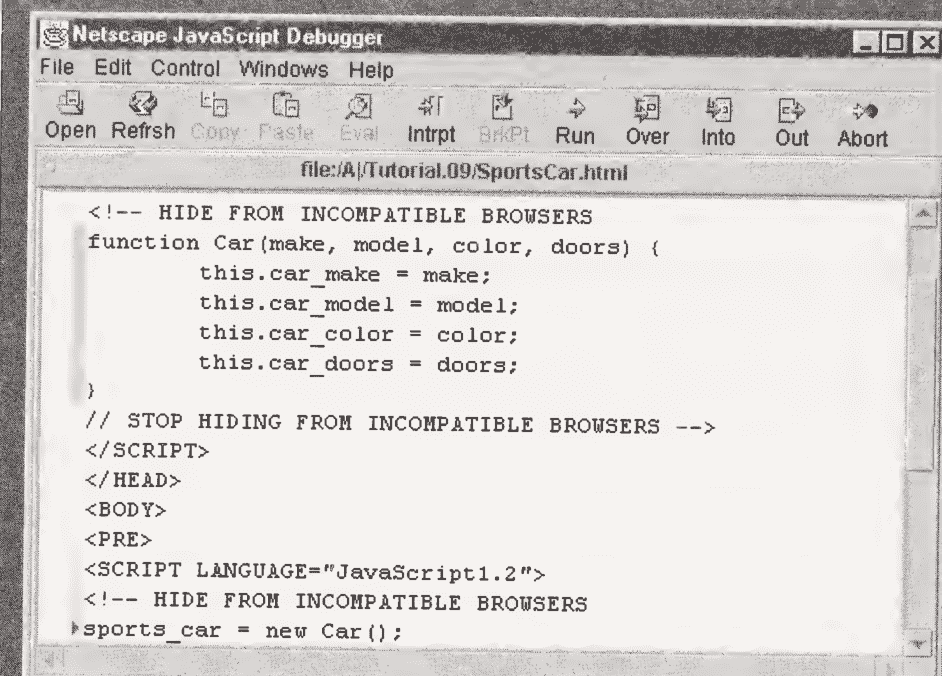 Netscape JavaScript Debugger
File Edit Control Windows Help
Open Refrsh Copy Paste Eval Intrpt BrkPt Run Over Into Out Abort
file:/A|/Tutorial.09/SportsCar.html
<!-- HIDE FROM INCOMPATIBLE BROWSERS
function Car(make, model, color, doors) {
this.car_make = make;
this.car_model = model;
this.car_color = color;
this.car_doors = doors;
}
// STOP HIDING FROM INCOMPATIBLE BROWSERS -->
</SCRIPT>
</HEAD>
<BODY>
<PRE>
<SCRIPT LANGUAGE="JavaScript1.2">
<!-- HIDE FROM INCOMPATIBLE BROWSERS
sports_car = new Car();